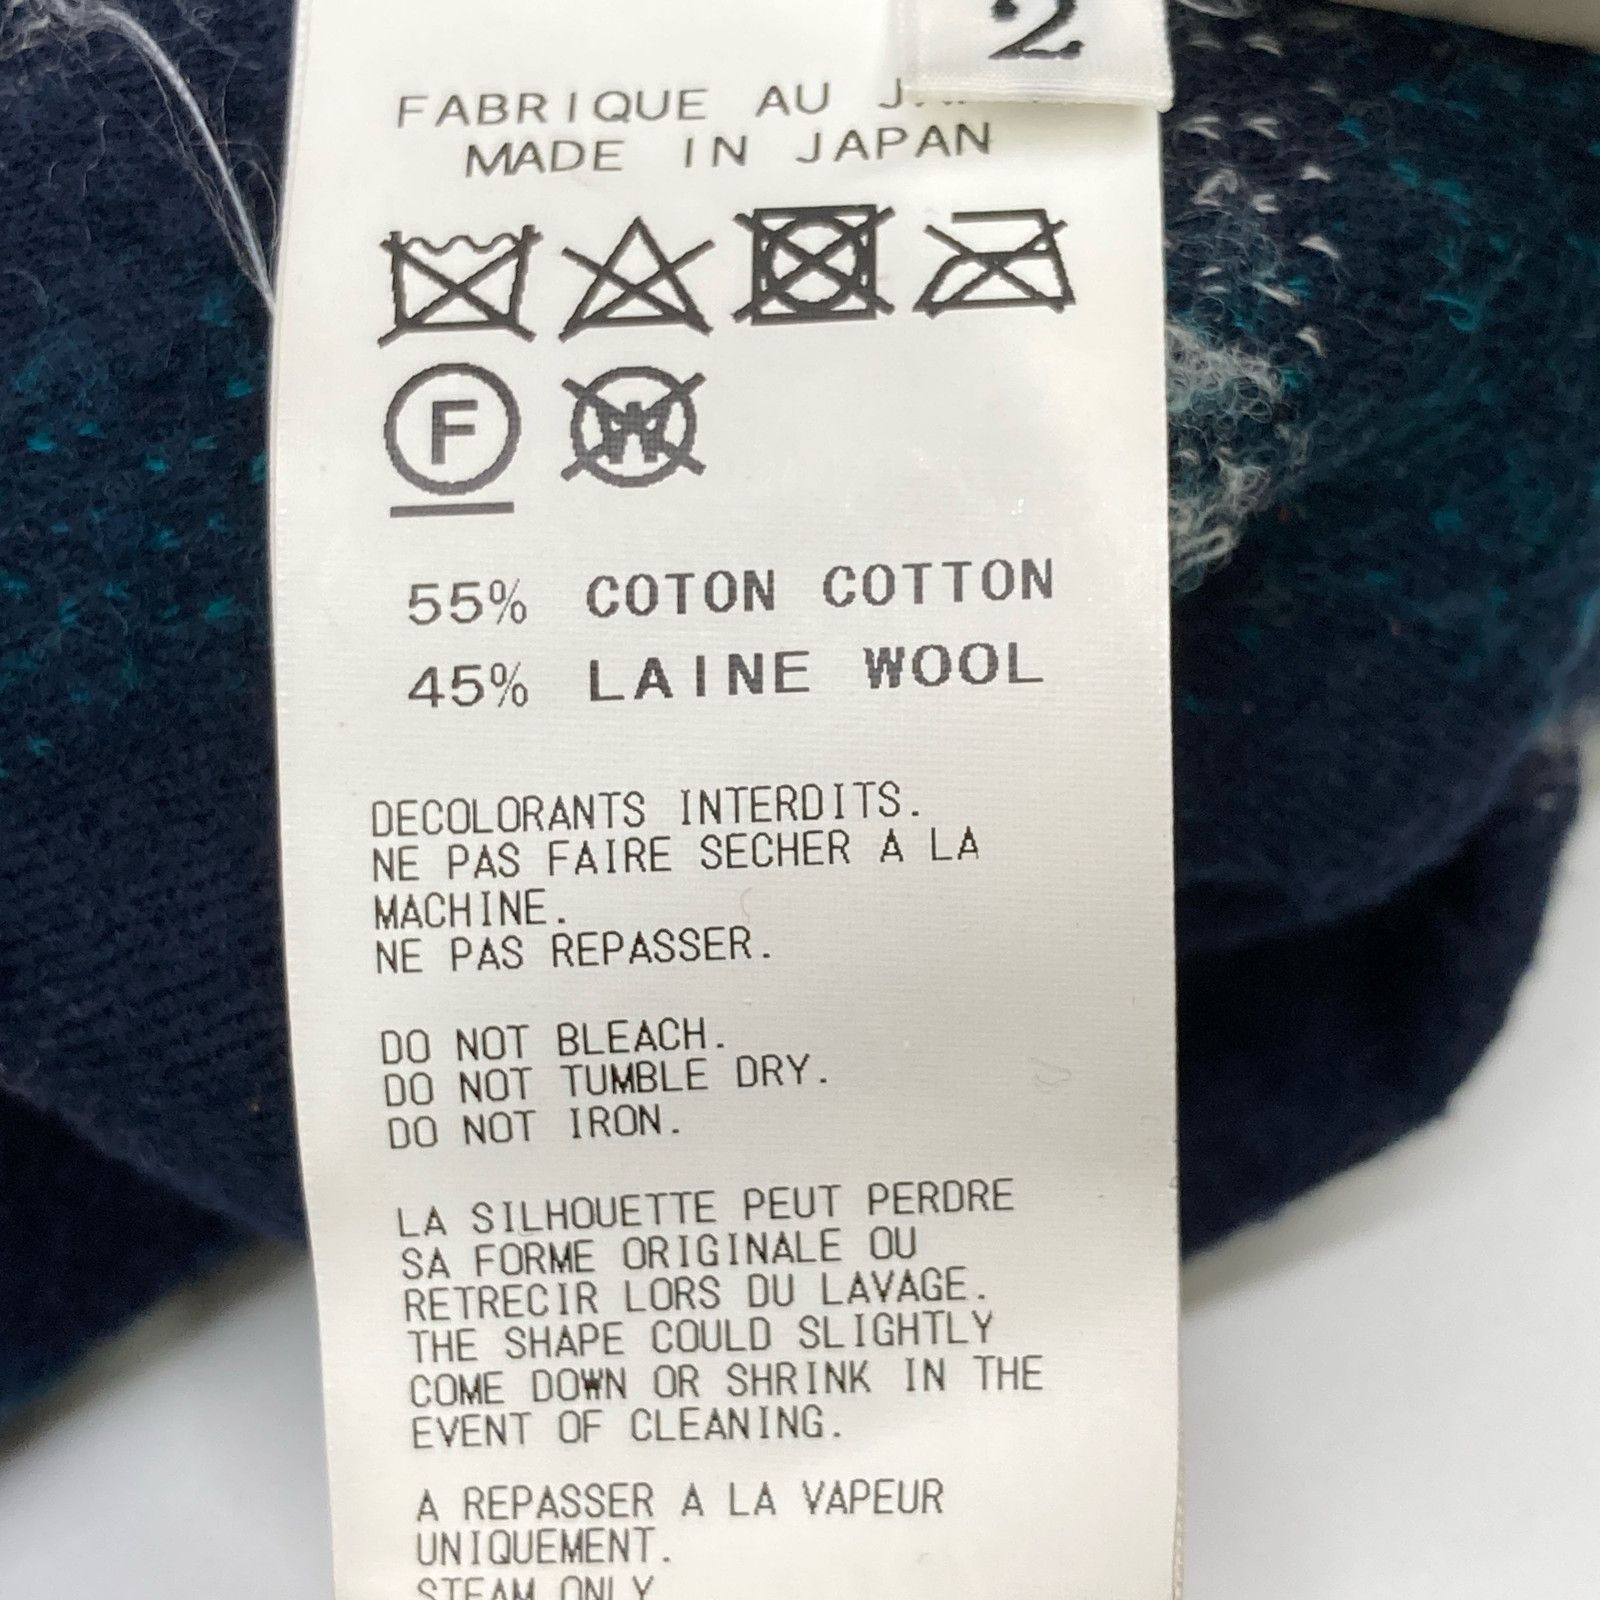 2
FABRIQUE AU
MADE IN JAPAN
F W
55% COTON COTTON
45% LAINE WOOL
DECOLORANTS INTERDITS.
NE PAS FAIRE SECHER A LA
MACHINE.
NE PAS REPASSER.
DO NOT BLEACH.
DO NOT TUMBLE DRY.
DO NOT IRON.
LA SILHOUETTE PEUT PERDRE
SA FORME ORIGINALE OU
RETRECIR LORS DU LAVAGE.
THE SHAPE COULD SLIGHTLY
COME DOWN OR SHRINK IN THE
EVENT OF CLEANING.
A REPASSER A LA VAPEUR
UNIQUEMENT.
STEAM ONLY